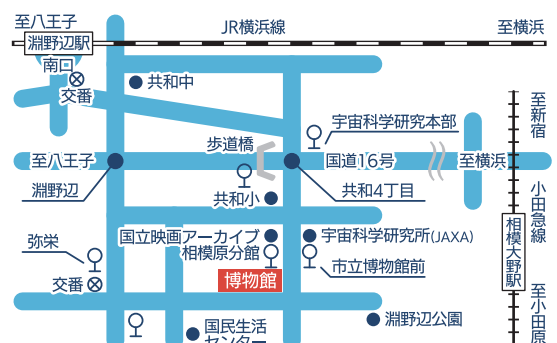 至八王子
JR横浜線
至横浜
淵野辺駅
南口
共和中
交番
至新宿
宇宙科学研究本部
歩道橋
至八王子
国道16号
至横浜
淵野辺
共和4丁目
共和小
小田急線
弥栄
国立映画アーカイブ
相模原分館
宇宙科学研究所(JAXA)
相模大野駅
市立博物館前
博物館
交番
至小田原
淵野辺公園
国民生活
センター